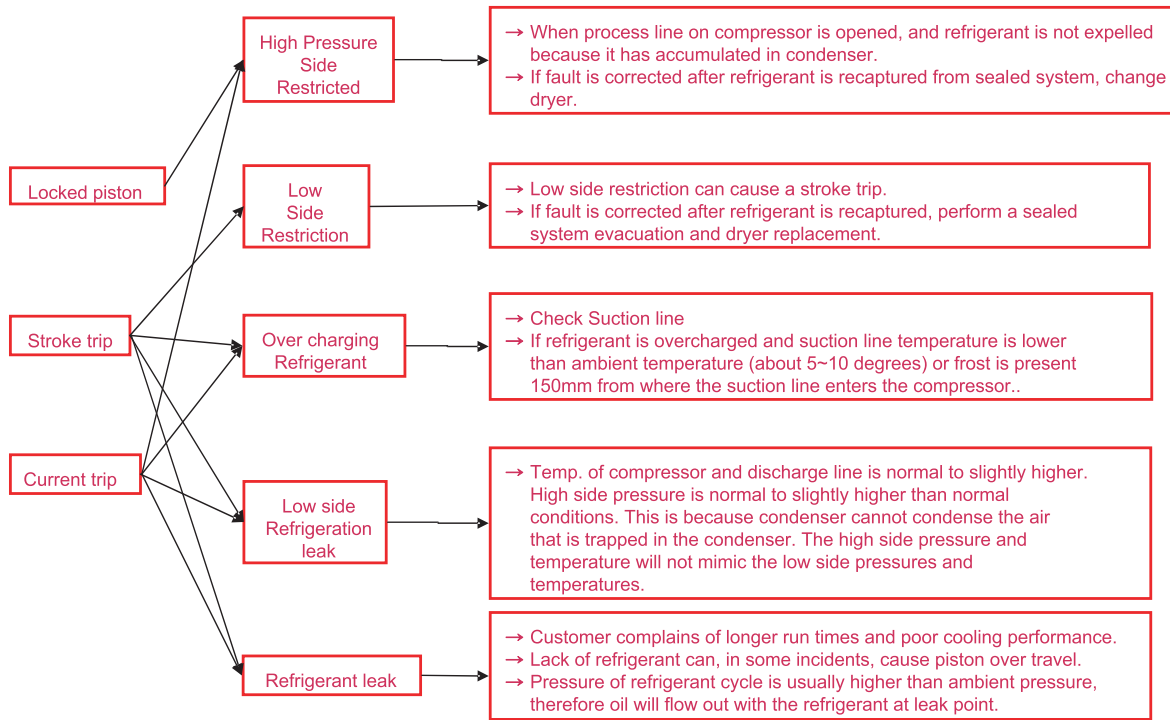 High Pressure
Side
Restricted
→ When process line on compressor is opened, and refrigerant is not expelled
because it has accumulated in condenser.
→ If fault is corrected after refrigerant is recaptured from sealed system, change
dryer.
Locked piston
Low
Side
Restriction
→ Low side restriction can cause a stroke trip.
→ If fault is corrected after refrigerant is recaptured, perform a sealed
system evacuation and dryer replacement.
Stroke trip
Over charging
Refrigerant
→ Check Suction line
→ If refrigerant is overcharged and suction line temperature is lower
than ambient temperature (about 5~10 degrees) or frost is present
150mm from where the suction line enters the compressor..
Current trip
Low side
Refrigeration
leak
→ Temp. of compressor and discharge line is normal to slightly higher.
High side pressure is normal to slightly higher than normal
conditions. This is because condenser cannot condense the air
that is trapped in the condenser. The high side pressure and
temperature will not mimic the low side pressures and
temperatures.
Refrigerant leak
→ Customer complains of longer run times and poor cooling performance.
→ Lack of refrigerant can, in some incidents, cause piston over travel.
→ Pressure of refrigerant cycle is usually higher than ambient pressure,
therefore oil will flow out with the refrigerant at leak point.